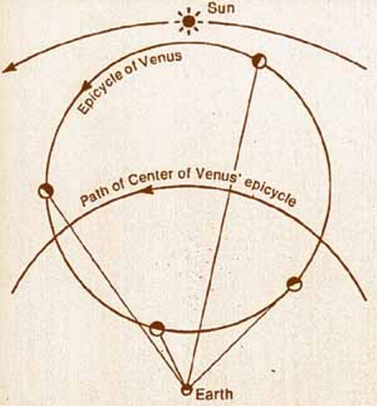 Sun
Epicycle of Venus
Path of Center of Venus' epicycle
Earth